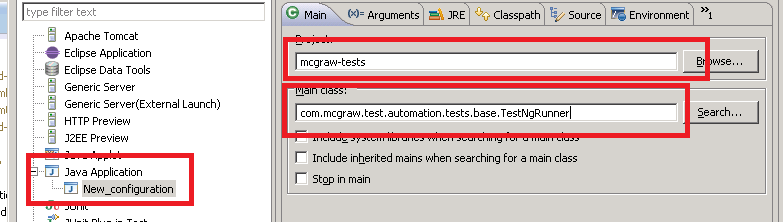 type filter text
Apache Tomcat
Eclipse Application
Eclipse Data Tools
Generic Server
Generic Server(External Launch)
HTTP Preview
J2EE Preview
Java Applet
Java Application
New_configuration
JUnit
JUnit Plug-in Test
Main
(x)= Arguments
JRE
Classpath
Source
Environment
»1
Project:
mcgraw-tests
Browse...
Main class:
com.mcgraw.test.automation.tests.base.TestNgRunner
Search...
Include system libraries when searching for a main class
Include inherited mains when searching for a main class
Stop in main